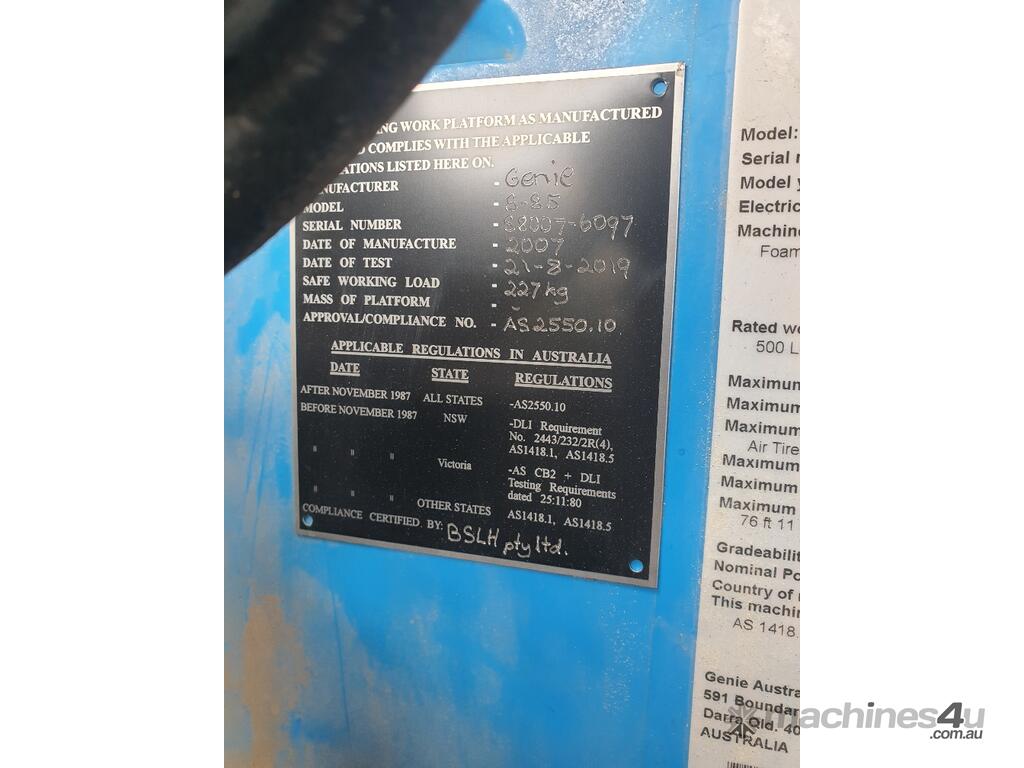 NG WORK PLATFORM AS MANUFACTURED
COMPLIES WITH THE APPLICABLE
ATIONS LISTED HERE ON.
NUFACTURER - Genie
MODEL - S-85
SERIAL NUMBER - S8007-6097
DATE OF MANUFACTURE - 2007
DATE OF TEST - 21-8-2019
SAFE WORKING LOAD - 227kg
MASS OF PLATFORM - -
APPROVAL/COMPLIANCE NO. - AS2550.10
APPLICABLE REGULATIONS IN AUSTRALIA
DATE STATE REGULATIONS
AFTER NOVEMBER 1987 ALL STATES -AS2550.10
BEFORE NOVEMBER 1987 NSW -DLI Requirement
No. 2443/232/2R(4),
AS1418.1, AS1418.5
" " " Victoria -AS CB2 + DLI
Testing Requirements
dated 25:11:80
" " " OTHER STATES AS1418.1, AS1418.5
COMPLIANCE CERTIFIED BY: BSLH pty ltd.
Model:
Serial
Model
Electric
Machin
Foam
Rated wo
500 L
Maximum
Maximum
Maximum
Air Tire
Maximum
Maximum
Maximum
76 ft 11
Gradeabilit
Nominal Po
Country of
This machi
AS 1418.
Genie Austra
591 Boundar
Darra Qld. 40
AUSTRALIA
machines4u
.com.au